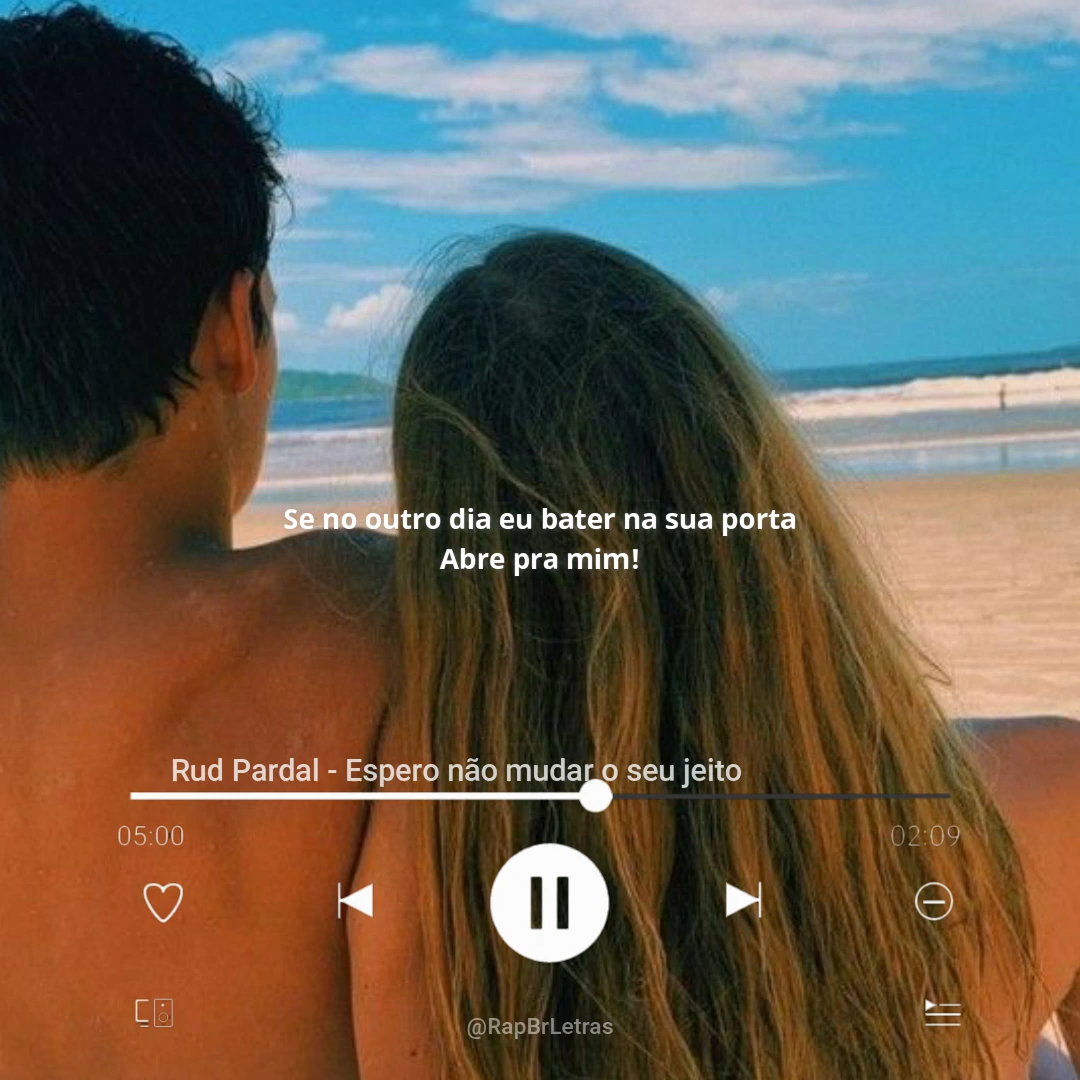 Se no outro dia eu bater na sua porta
Abre pra mim!
Rud Pardal - Espero não mudar o seu jeito
05:00
02:09
@RapBrLetras